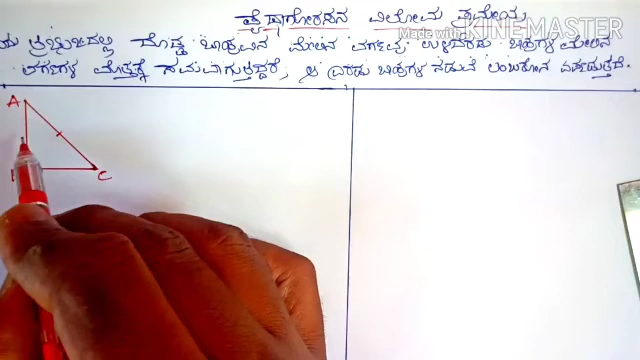 ಪೈಥಾಗೋರಸನ ವಿಲೋಮ ಪ್ರಮೇಯ
Made with KINEMASTER
ತ್ರಿಭುಜದಲ್ಲಿ ದೊಡ್ಡ ಬಾಹುವಿನ ಮೇಲಿನ ವರ್ಗವು ಉಳಿದೆರಡು ಬಾಹುಗಳ ಮೇಲಿನ
ವರ್ಗಗಳ ಮೊತ್ತಕ್ಕೆ ಸಮವಾಗುತ್ತಿದ್ದರೆ, ಆ ಎರಡು ಬಾಹುಗಳ ನಡುವೆ ಲಂಬಕೋನ ಏರ್ಪಡುತ್ತದೆ.
A
C